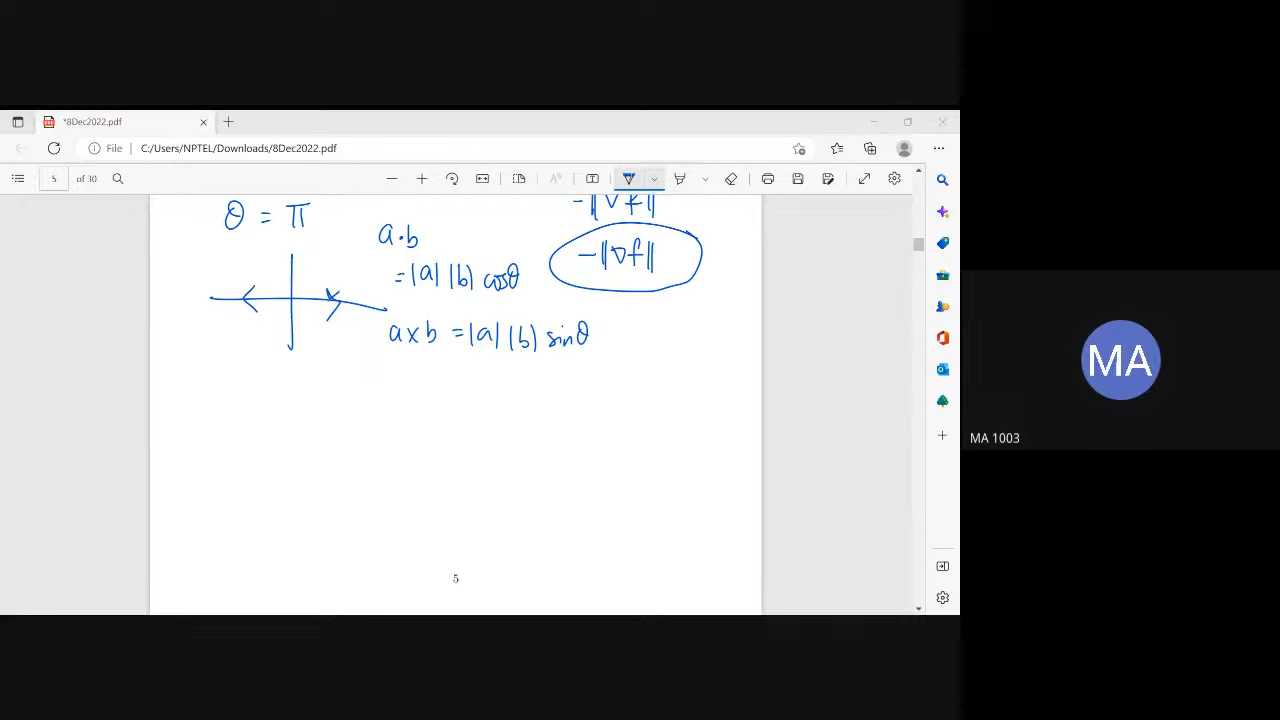 *8Dec2022.pdf
File C:/Users/NPTEL/Downloads/8Dec2022.pdf
5 of 30
θ = π
-‖∇f‖
a·b
-‖∇f‖
=|a| |b| cosθ
a×b =|a| |b| sinθ
5
MA
MA 1003